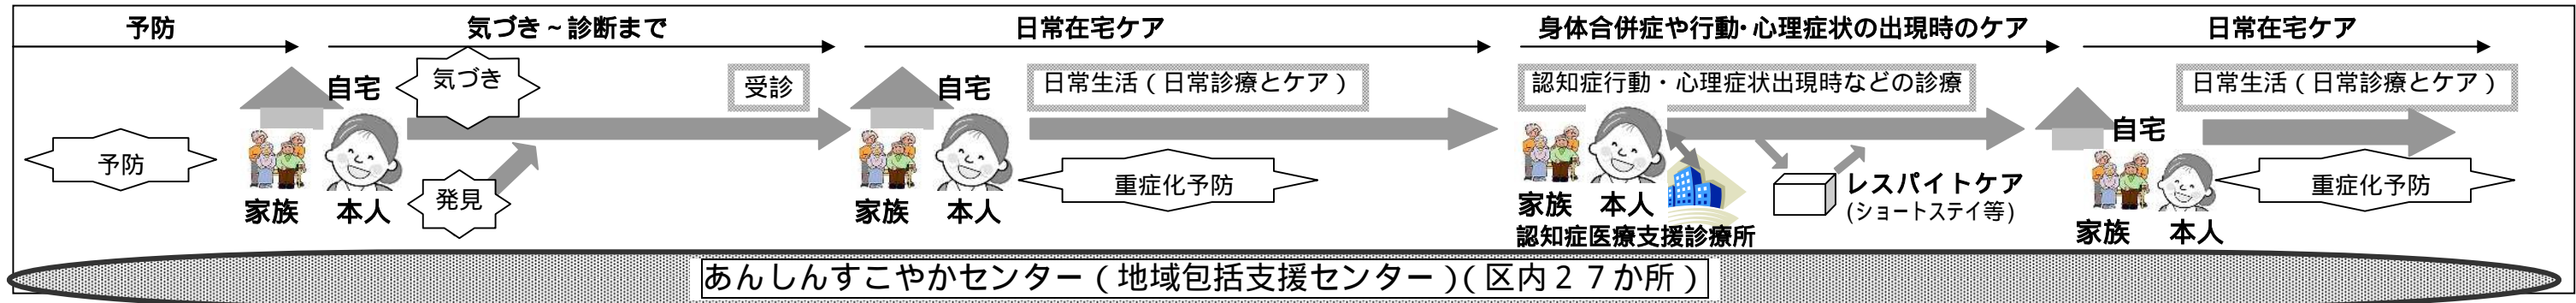 予防
気づき～診断まで
日常在宅ケア
身体合併症や行動・心理症状の出現時のケア
日常在宅ケア
予防
自宅
家族
本人
気づき
発見
受診
自宅
家族
本人
日常生活（日常診療とケア）
重症化予防
認知症行動・心理症状出現時などの診療
家族
本人
認知症医療支援診療所
レスパイトケア
(ショートステイ等)
自宅
家族
本人
日常生活（日常診療とケア）
重症化予防
あんしんすこやかセンター（地域包括支援センター）（区内２７か所）